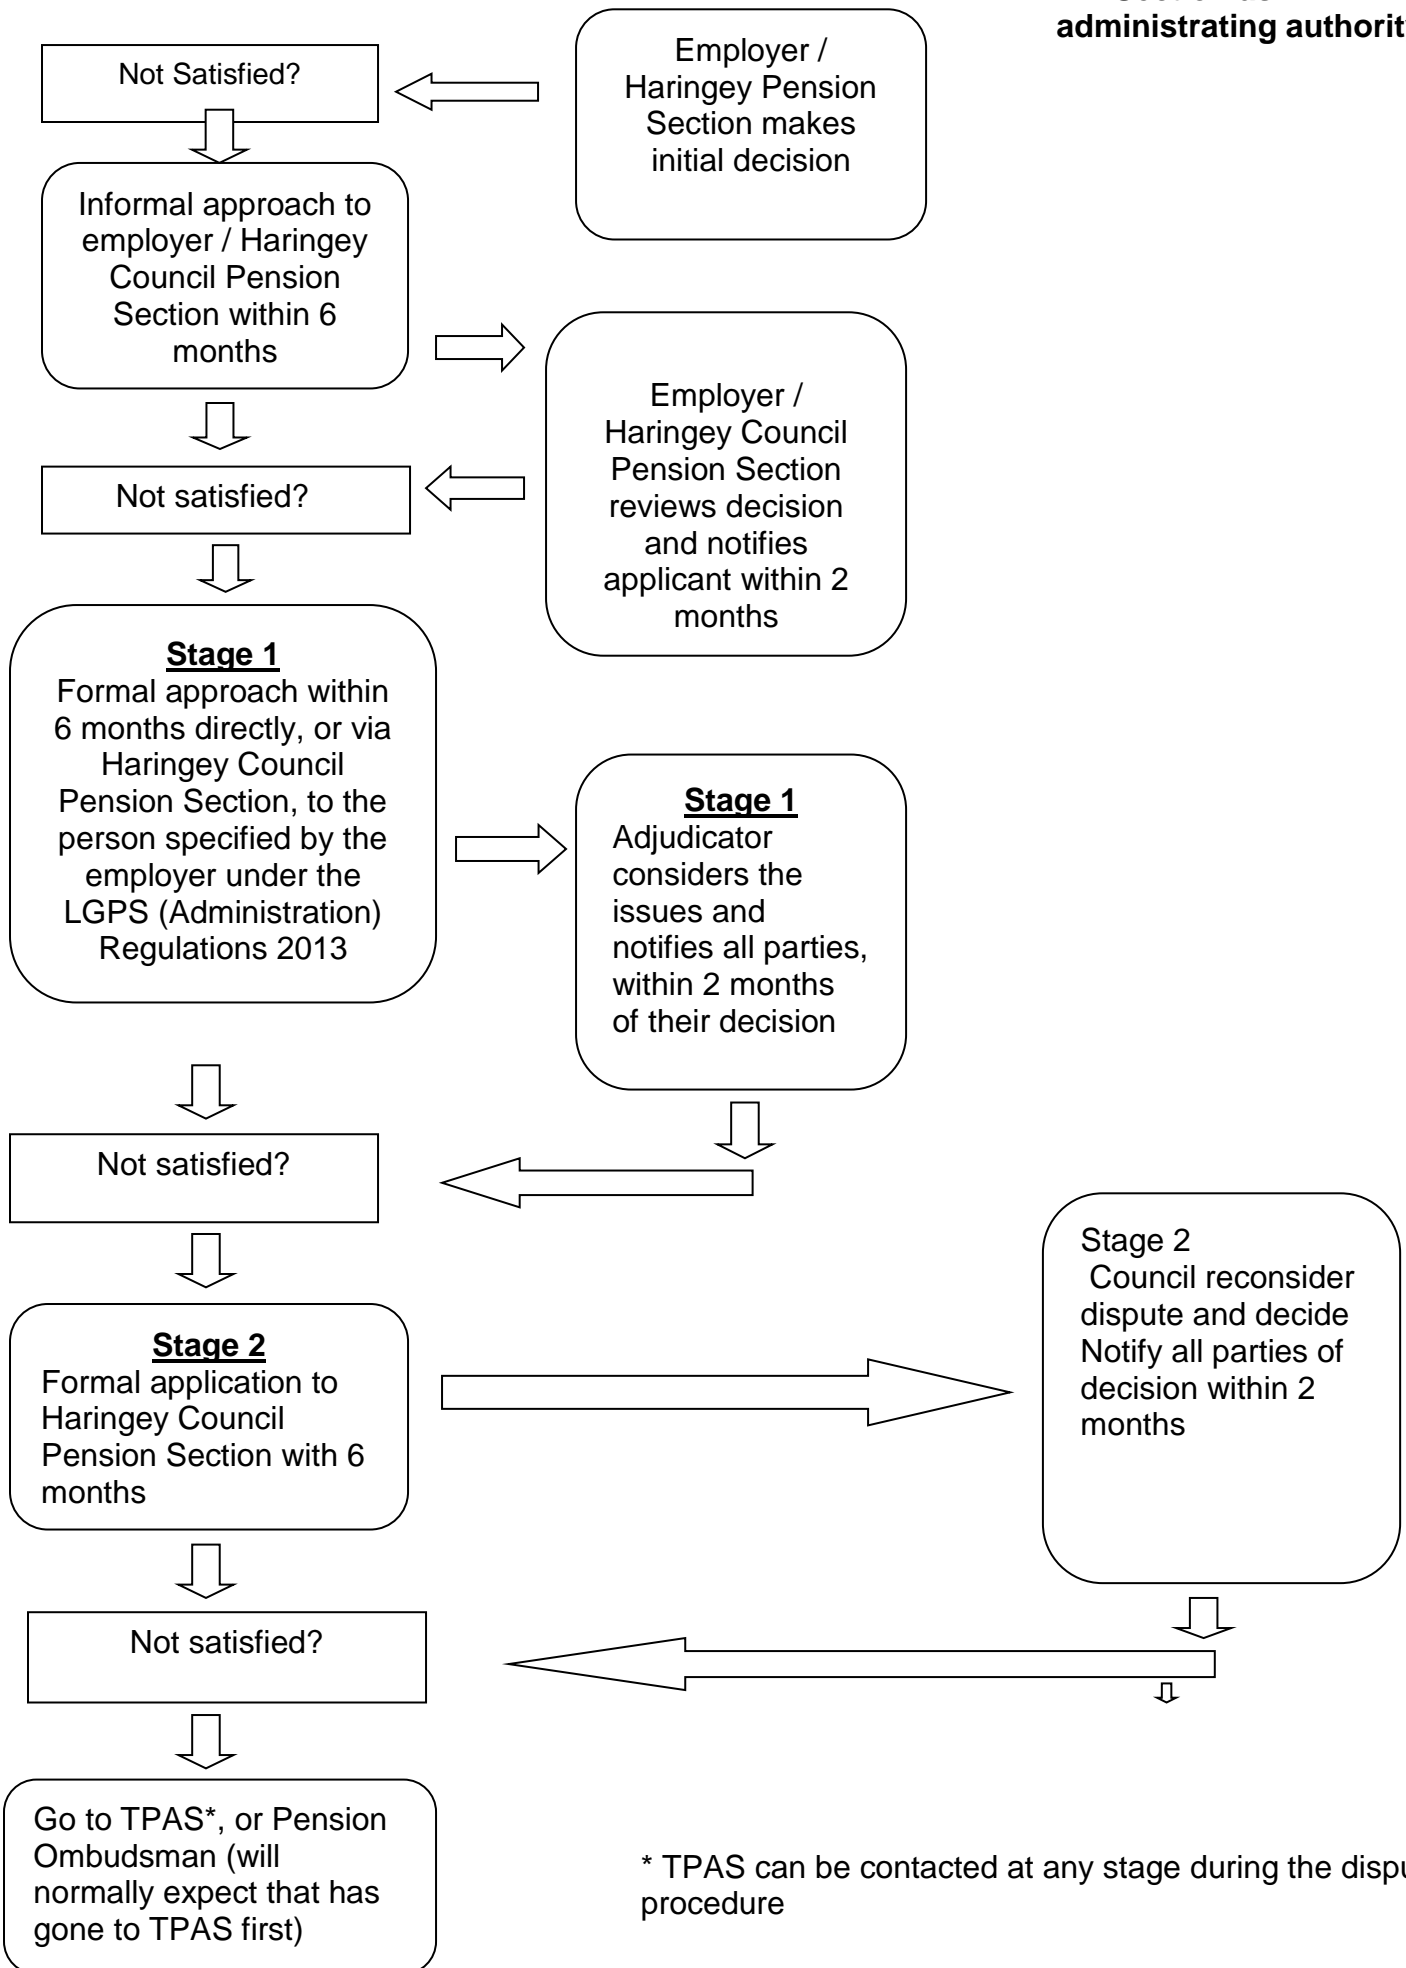 administrating authorit
Employer /
Haringey Pension
Section makes
initial decision
Not Satisfied?
Informal approach to
employer / Haringey
Council Pension
Section within 6
months
Employer /
Haringey Council
Pension Section
reviews decision
and notifies
applicant within 2
months
Not satisfied?
Stage 1
Formal approach within
6 months directly, or via
Haringey Council
Pension Section, to the
person specified by the
employer under the
LGPS (Administration)
Regulations 2013
Stage 1
Adjudicator
considers the
issues and
notifies all parties,
within 2 months
of their decision
Not satisfied?
Stage 2
Formal application to
Haringey Council
Pension Section with 6
months
Stage 2
Council reconsider
dispute and decide
Notify all parties of
decision within 2
months
Not satisfied?
Go to TPAS*, or Pension
Ombudsman (will
normally expect that has
gone to TPAS first)
* TPAS can be contacted at any stage during the dispu
procedure